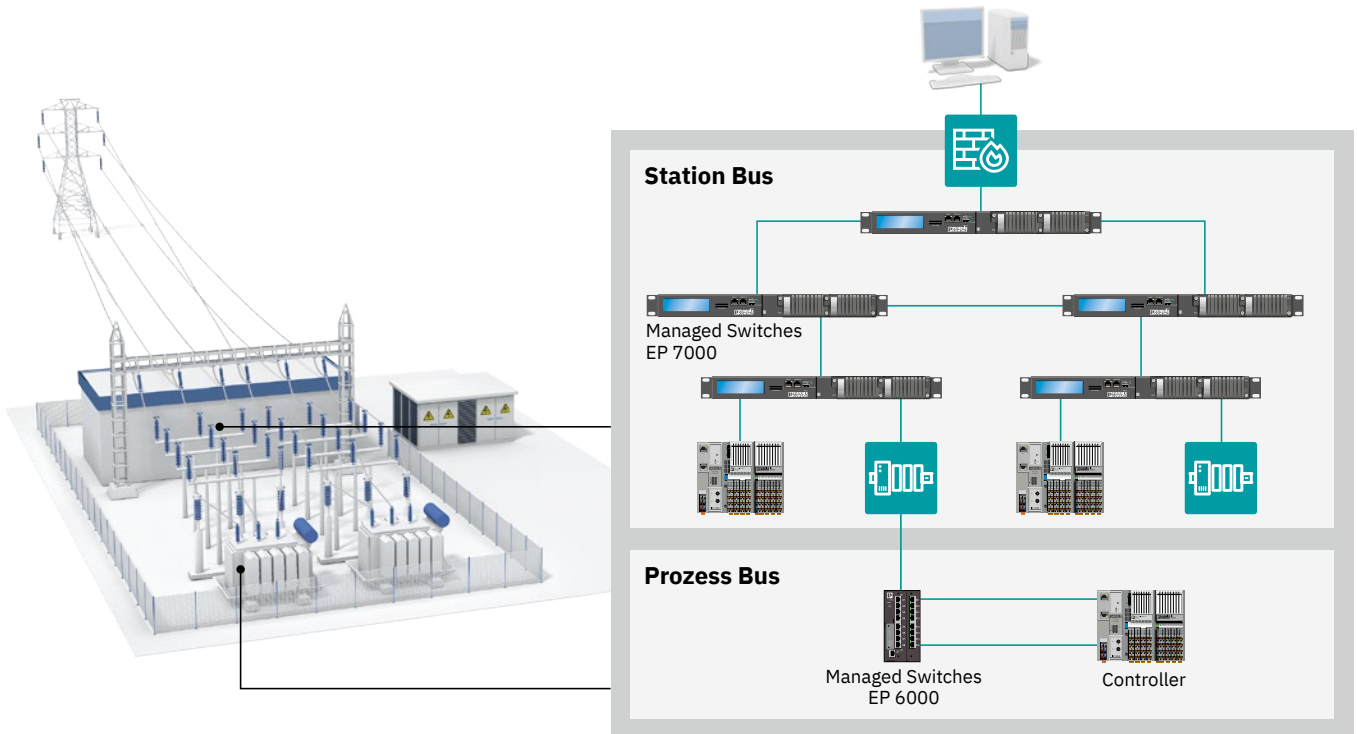 Station Bus
Managed Switches
EP 7000
Prozess Bus
Managed Switches
EP 6000
Controller